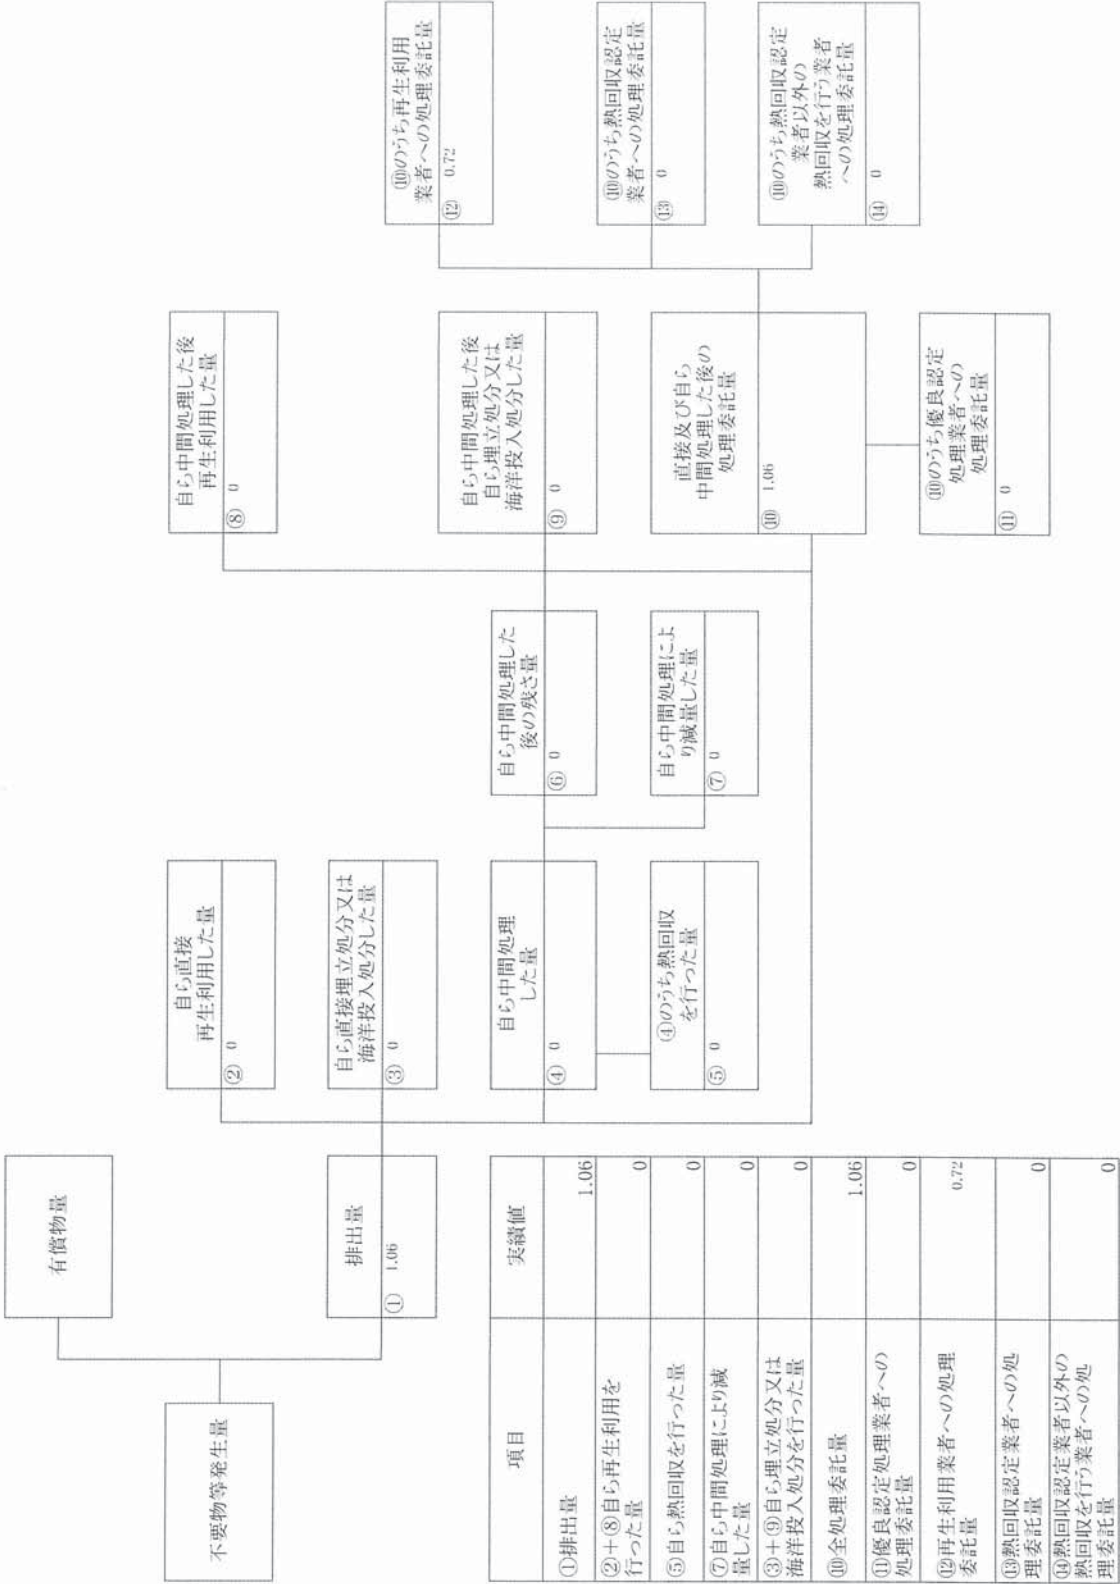 不要物等発生量
有償物量
排出量
① 1.06
自ら直接
再生利用した量
② 0
自ら直接埋立処分又は
海洋投入処分した量
③ 0
自ら中間処理
した量
④ 0
④のうち熱回収
を行った量
⑤ 0
自ら中間処理した
後の残さ量
⑥ 0
自ら中間処理によ
り減量した量
⑦ 0
自ら中間処理した後
再生利用した量
⑧ 0
自ら中間処理した後
自ら埋立処分又は
海洋投入処分した量
⑨ 0
直接及び自ら
中間処理した後の
処理委託量
⑩ 1.06
⑩のうち優良認定
処理業者への
処理委託量
⑪ 0
⑩のうち再生利用
業者への処理委託量
⑫ 0.72
⑩のうち熱回収認定
業者への処理委託量
⑬ 0
⑩のうち熱回収認定
業者以外の
熱回収を行う業者
への処理委託量
⑭ 0
項目 実績値
①排出量 1.06
②+⑧自ら再生利用を
行った量 0
⑤自ら熱回収を行った量 0
⑦自ら中間処理により減
量した量 0
③+⑨自ら埋立処分又は
海洋投入処分を行った量 0
⑩全処理委託量 1.06
⑪優良認定処理業者への
処理委託量 0
⑫再生利用業者への処理
委託量 0.72
⑬熱回収認定業者への処
理委託量 0
⑭熱回収認定業者以外の
熱回収を行う業者への処
理委託量 0